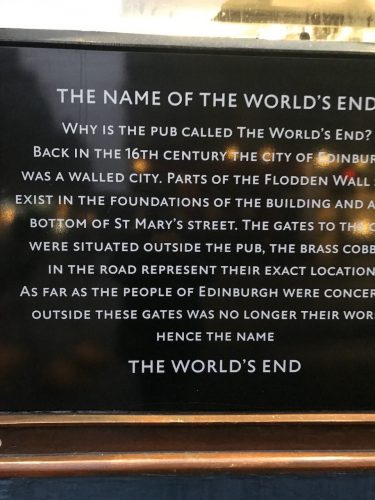 THE NAME OF THE WORLD'S END
WHY IS THE PUB CALLED THE WORLD'S END?
BACK IN THE 16TH CENTURY THE CITY OF EDINBUR
WAS A WALLED CITY. PARTS OF THE FLODDEN WALL
EXIST IN THE FOUNDATIONS OF THE BUILDING AND A
BOTTOM OF ST MARY'S STREET. THE GATES TO THE
WERE SITUATED OUTSIDE THE PUB, THE BRASS COBB
IN THE ROAD REPRESENT THEIR EXACT LOCATION
AS FAR AS THE PEOPLE OF EDINBURGH WERE CONCER
OUTSIDE THESE GATES WAS NO LONGER THEIR WOR
HENCE THE NAME
THE WORLD'S END